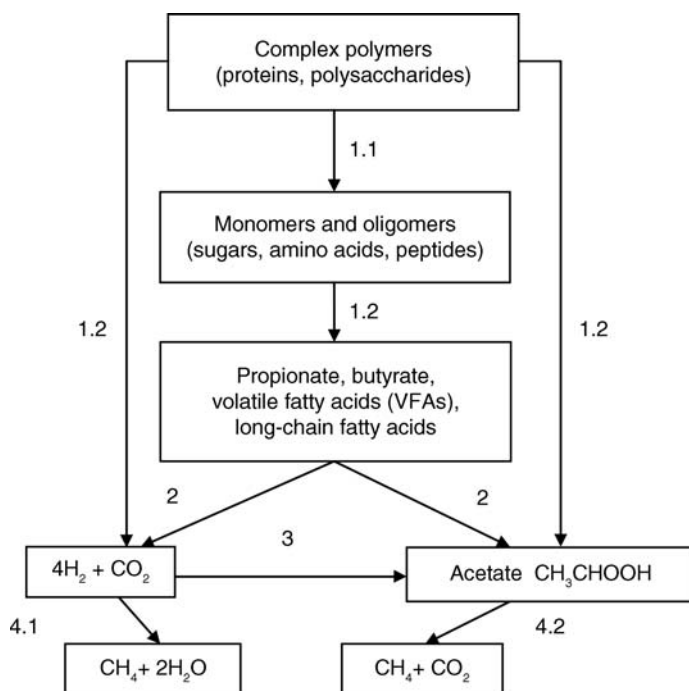 Complex polymers
(proteins, polysaccharides)
1.1
Monomers and oligomers
(sugars, amino acids, peptides)
1.2
1.2
1.2
Propionate, butyrate,
volatile fatty acids (VFAs),
long-chain fatty acids
2
2
3
4H₂ + CO₂
Acetate CH₃CHOOH
4.1
4.2
CH₄+ 2H₂O
CH₄+ CO₂